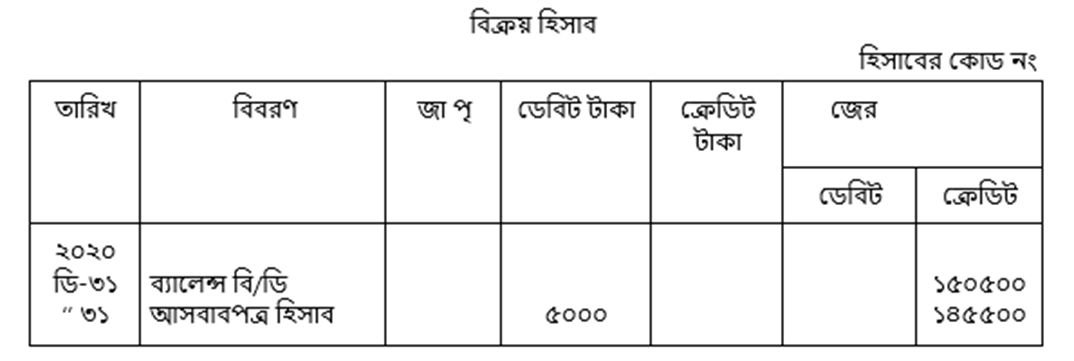 বিক্রয় হিসাব
হিসাবের কোড নং
তারিখ বিবরণ জা পৃ ডেবিট টাকা ক্রেডিট টাকা জের
ডেবিট ক্রেডিট
২০২০
ডি-৩১ ব্যালেন্স বি/ডি ১৫০৫০০
" ৩১ আসবাবপত্র হিসাব ৫০০০ ১৪৫৫০০